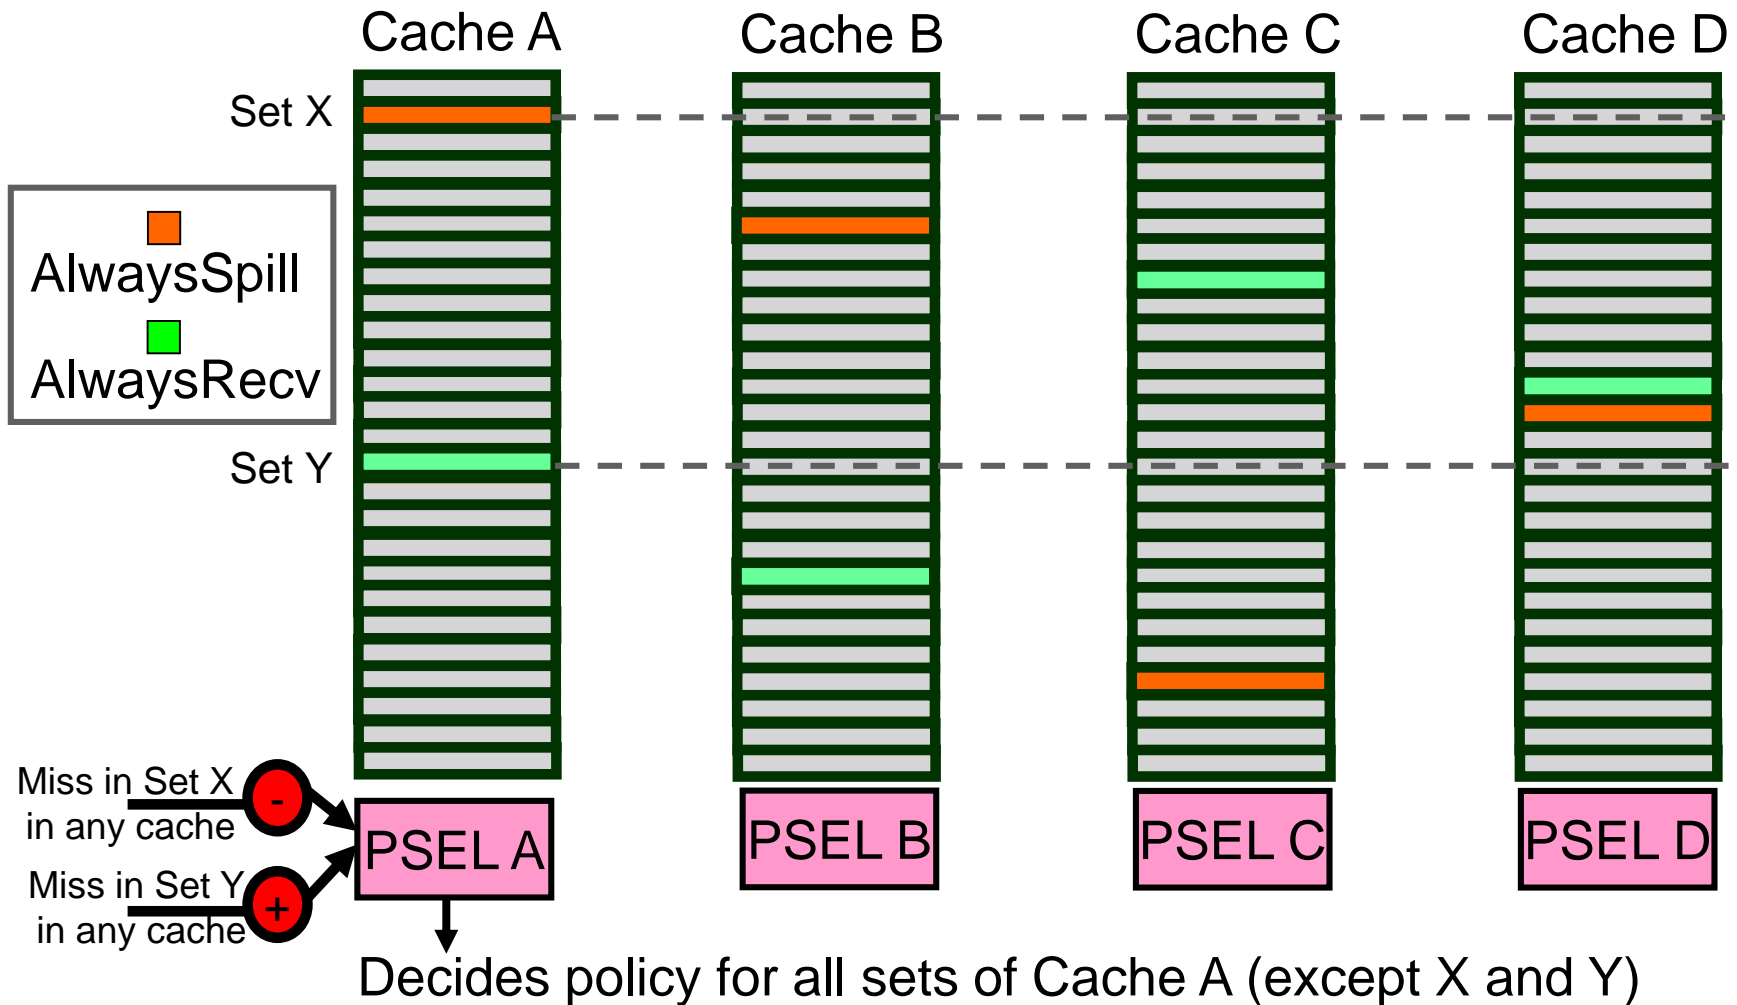 Cache A
Cache B
Cache C
Cache D
Set X
AlwaysSpill
AlwaysRecv
Set Y
Miss in Set X
in any cache
-
Miss in Set Y
in any cache
+
PSEL A
PSEL B
PSEL C
PSEL D
Decides policy for all sets of Cache A (except X and Y)